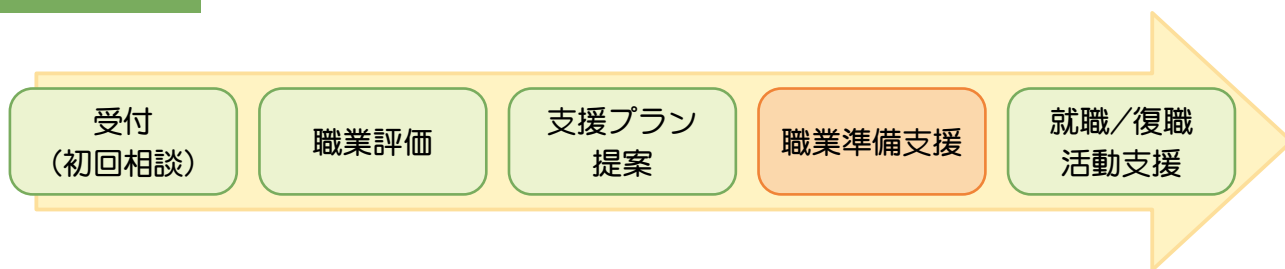 受付
（初回相談）
職業評価
支援プラン
提案
職業準備支援
就職／復職
活動支援